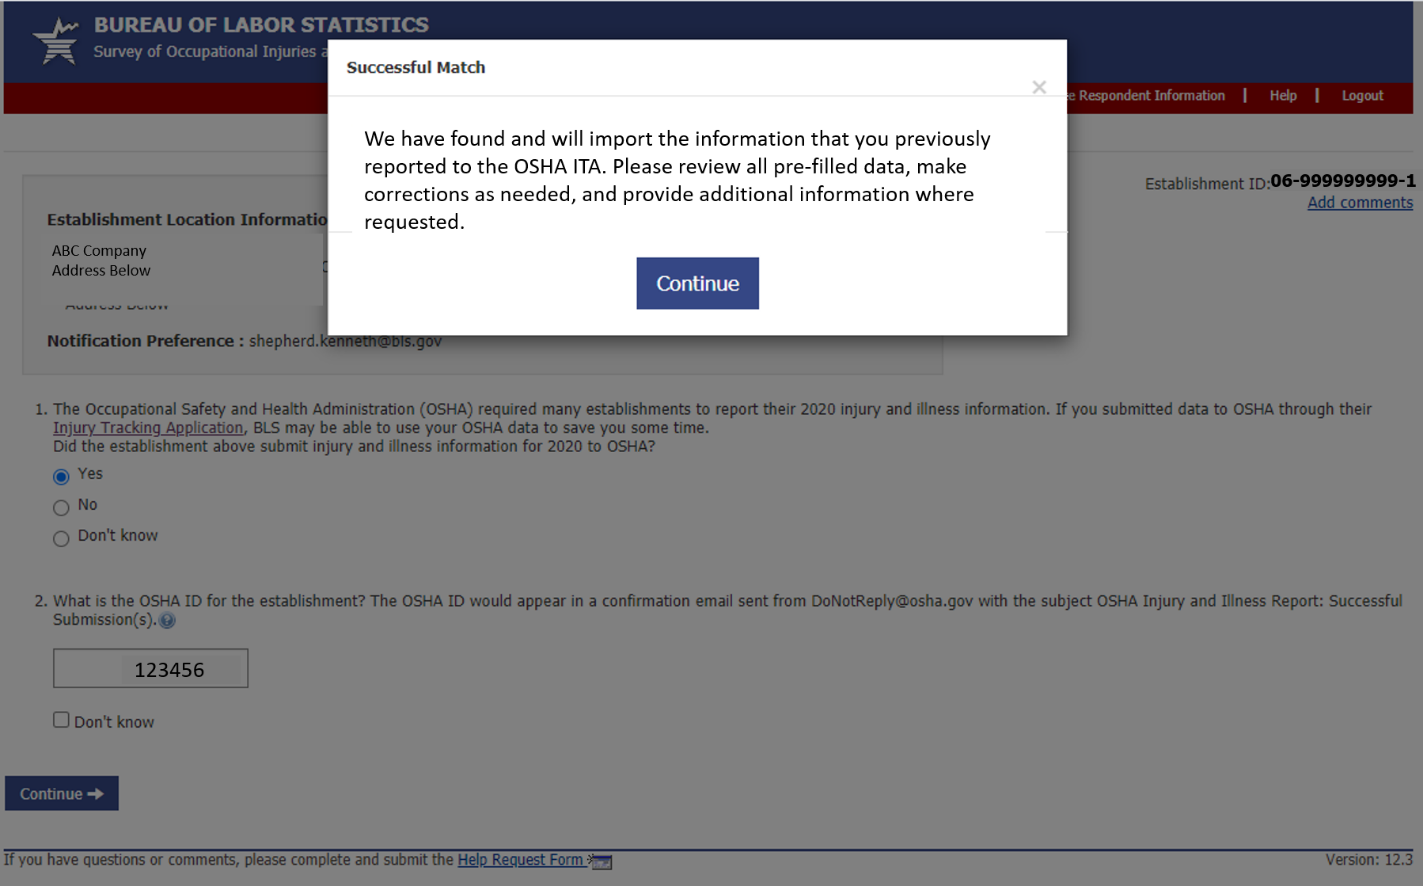 BUREAU OF LABOR STATISTICS
Survey of Occupational Injuries a
Successful Match
×
We have found and will import the information that you previously
reported to the OSHA ITA. Please review all pre-filled data, make
corrections as needed, and provide additional information where
requested.
Continue
e Respondent Information | Help | Logout
Establishment ID:06-999999999-1
Add comments
Establishment Location Informatio
ABC Company
Address Below
Address Below
Notification Preference : shepherd.kenneth@bls.gov
1. The Occupational Safety and Health Administration (OSHA) required many establishments to report their 2020 injury and illness information. If you submitted data to OSHA through their
Injury Tracking Application, BLS may be able to use your OSHA data to save you some time.
Did the establishment above submit injury and illness information for 2020 to OSHA?
Yes
No
Don't know
2. What is the OSHA ID for the establishment? The OSHA ID would appear in a confirmation email sent from DoNotReply@osha.gov with the subject OSHA Injury and Illness Report: Successful
Submission(s).
123456
Don't know
Continue
If you have questions or comments, please complete and submit the Help Request Form
Version: 12.3